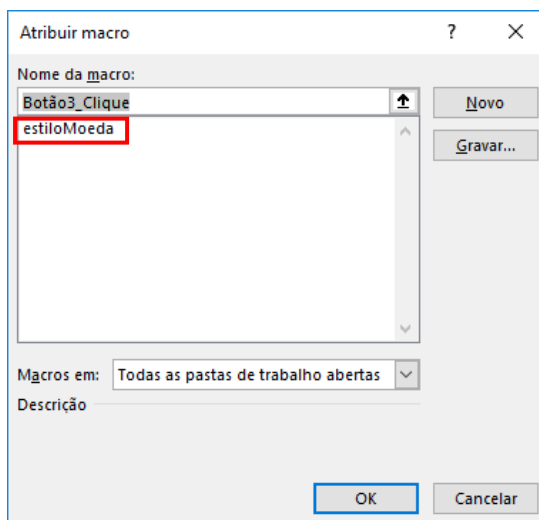 Atribuir macro ? ×
Nome da macro:
Botão3_Clique
Novo
estiloMoeda
Gravar...
Macros em: Todas as pastas de trabalho abertas
Descrição
OK Cancelar